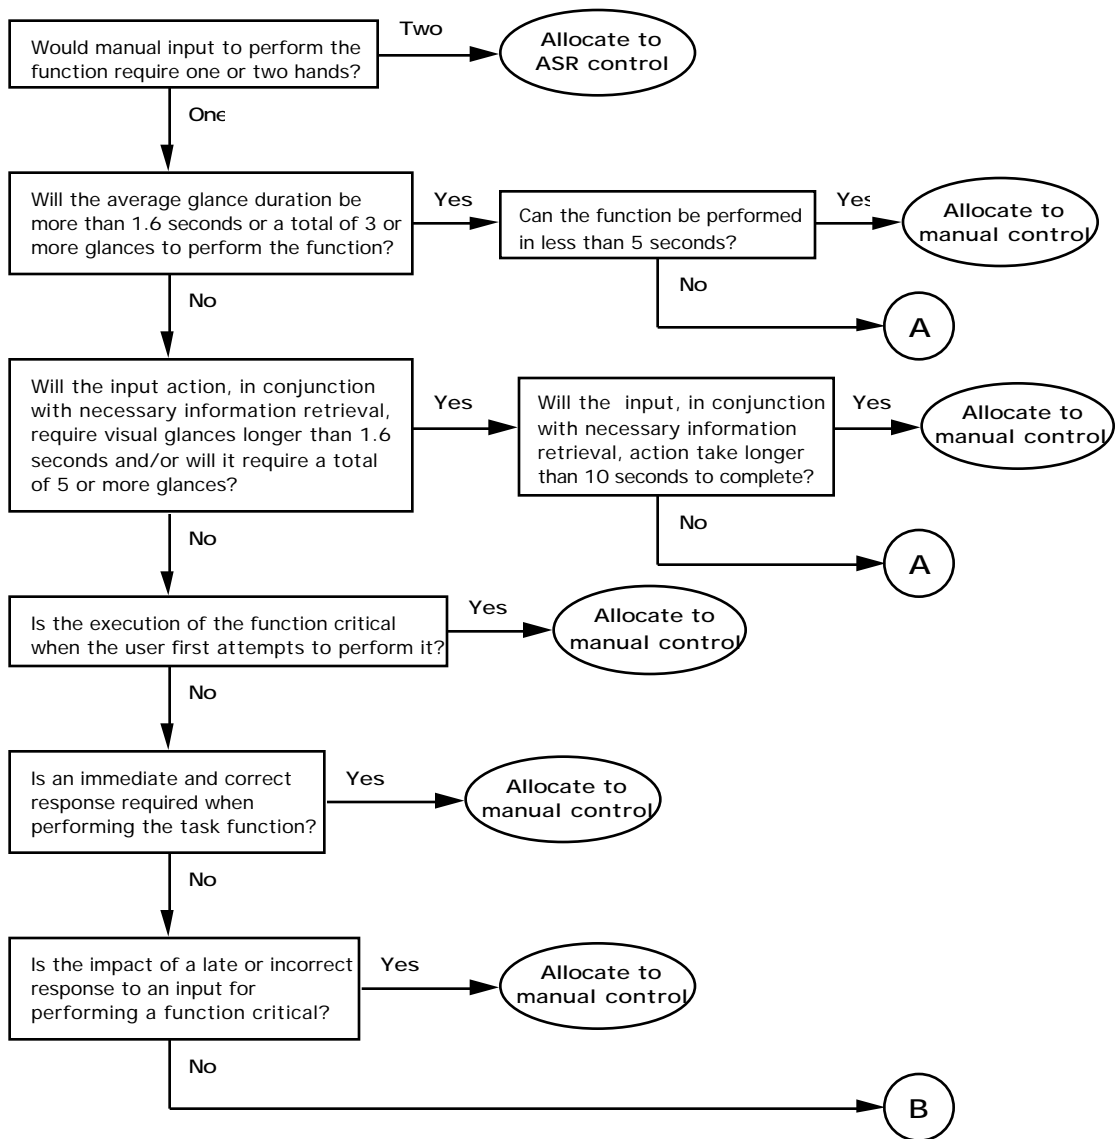 Would manual input to perform the
function require one or two hands?
Two
Allocate to
ASR control
One
Will the average glance duration be
more than 1.6 seconds or a total of 3 or
more glances to perform the function?
Yes
Can the function be performed
in less than 5 seconds?
Yes
Allocate to
manual control
No
No
A
Will the input action, in conjunction
with necessary information retrieval,
require visual glances longer than 1.6
seconds and/or will it require a total
of 5 or more glances?
Yes
Will the input, in conjunction
with necessary information
retrieval, action take longer
than 10 seconds to complete?
Yes
Allocate to
manual control
No
No
A
Is the execution of the function critical
when the user first attempts to perform it?
Yes
Allocate to
manual control
No
Is an immediate and correct
response required when
performing the task function?
Yes
Allocate to
manual control
No
Is the impact of a late or incorrect
response to an input for
performing a function critical?
Yes
Allocate to
manual control
No
B